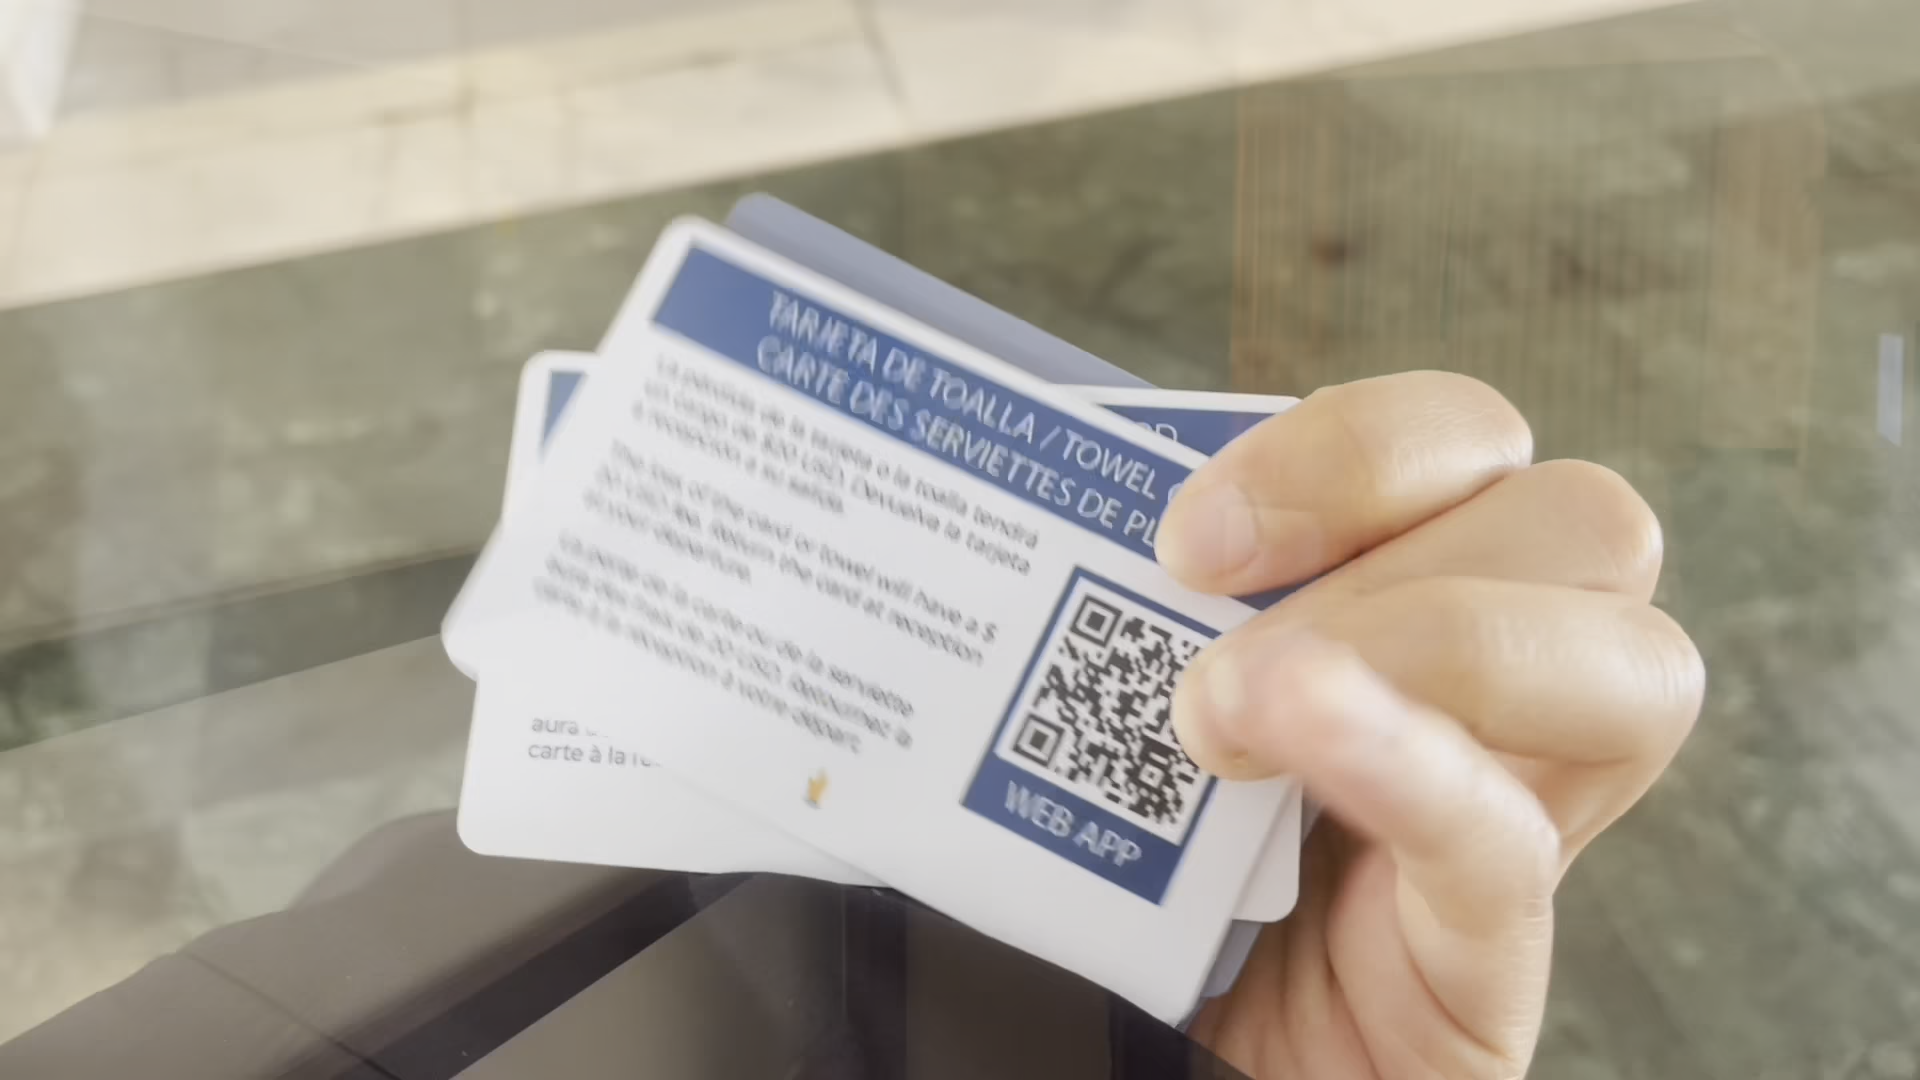 TARJETA DE TOALLA / TOWEL
CARTE DES SERVIETTES DE PL
La pérdida de la tarjeta o la toalla tendrá
un cargo de $20 USD. Devuelva la tarjeta
a recepción a su salida.
The loss of the card or towel will have a $
20 USD fee. Return the card at reception
at your departure.
La perte de la carte ou de la serviette
aura des frais de 20 USD. Retournez la
carte à la réception à votre départ.
WEB APP
RD
aura
carte à la